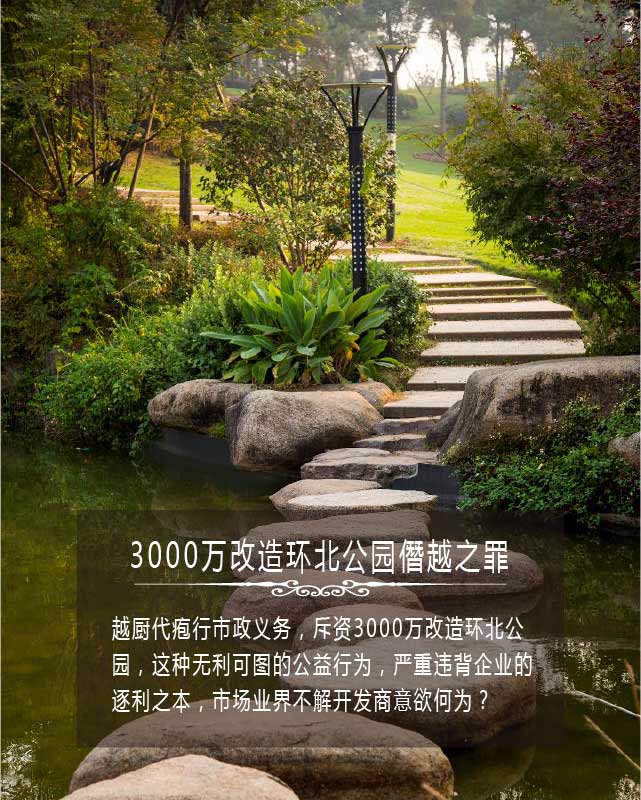 3000万改造环北公园僭越之罪
越厨代疱行市政义务，斥资3000万改造环北公
园，这种无利可图的公益行为，严重违背企业的
逐利之本，市场业界不解开发商意欲何为？